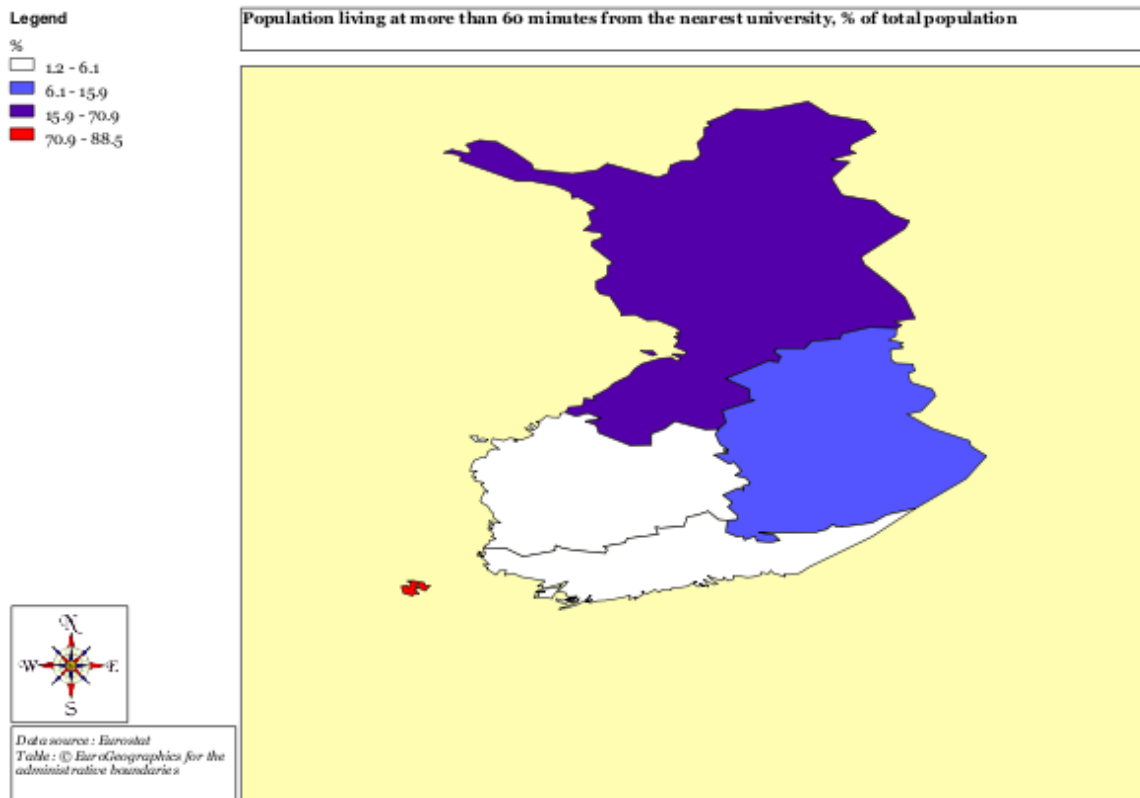 Legend
%
1.2 - 6.1
6.1 - 15.9
15.9 - 70.9
70.9 - 88.5
Population living at more than 60 minutes from the nearest university, % of total population
N
W E
S
Data source : Eurostat
Table : © EuroGeographics for the
administrative boundaries